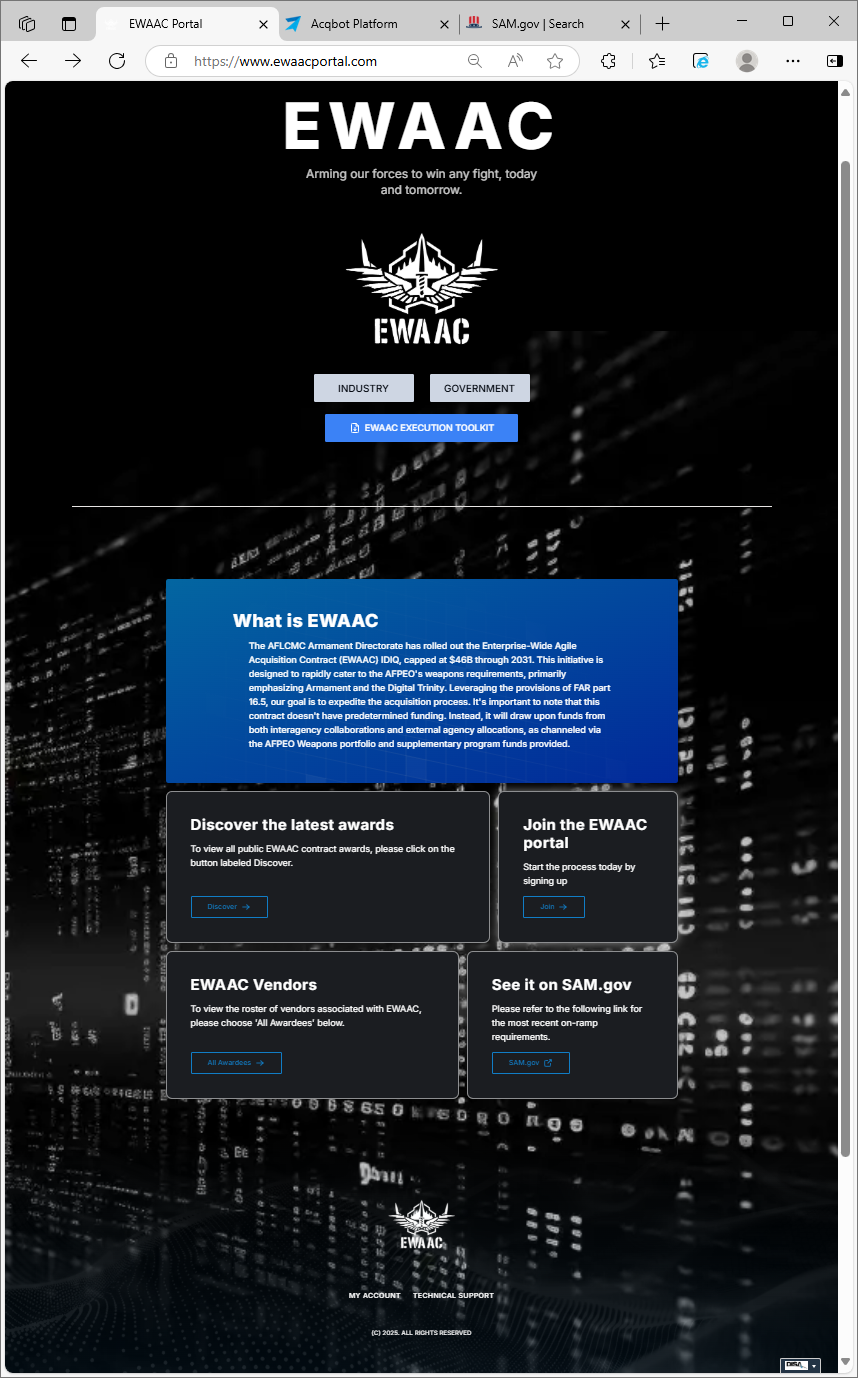 EWAAC Portal
Acqbot Platform
SAM.gov | Search
https://www.ewaacportal.com
EWAAC
Arming our forces to win any fight, today
and tomorrow.
EWAAC
INDUSTRY
GOVERNMENT
EWAAC EXECUTION TOOLKIT
What is EWAAC
The AFLCMC Armament Directorate has rolled out the Enterprise-Wide Agile
Acquisition Contract (EWAAC) IDIQ, capped at $46B through 2031. This initiative is
designed to rapidly cater to the AFPEO's weapons requirements, primarily
emphasizing Armament and the Digital Trinity. Leveraging the provisions of FAR part
16.5, our goal is to expedite the acquisition process. It's important to note that this
contract doesn't have predetermined funding. Instead, it will draw upon funds from
both interagency collaborations and external agency allocations, as channeled via
the AFPEO Weapons portfolio and supplementary program funds provided.
Discover the latest awards
To view all public EWAAC contract awards, please click on the
button labeled Discover.
Discover
Join the EWAAC
portal
Start the process today by
signing up
Join
EWAAC Vendors
To view the roster of vendors associated with EWAAC,
please choose 'All Awardees' below.
All Awardees
See it on SAM.gov
Please refer to the following link for
the most recent on-ramp
requirements.
SAM.gov
EWAAC
MY ACCOUNT
TECHNICAL SUPPORT
(C) 2025. ALL RIGHTS RESERVED